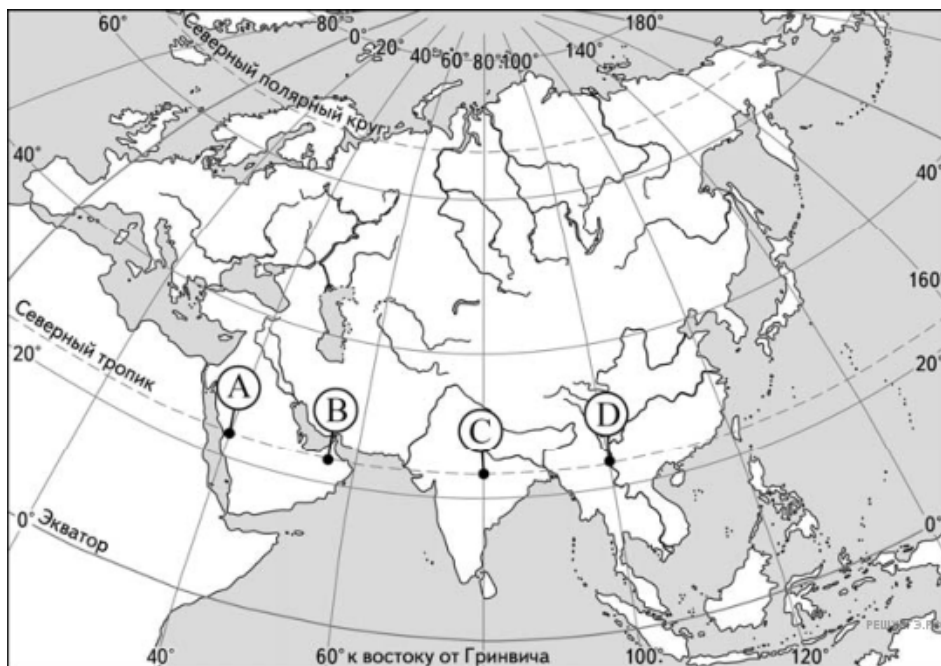 60° 80° 180°
0° 20° 40° 60° 80° 100° 140°
Северный полярный круг
40° 40°
A B C D
160°
Северный тропик
20° 20°
Экватор
0° 0°
40° 60° к востоку от Гринвича 100° 120°